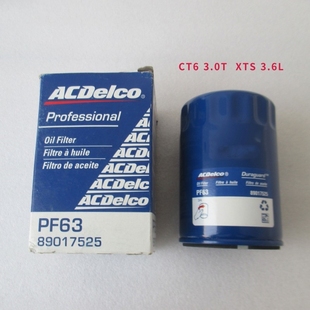 CT6 3.0T XTS 3.6L
ACDelco
Professional
Oil Filter
Filtre à huile
Filtro de aceite
ACDelco
ACDelco
PF63
89017525
ACDelco
Duraguard
PF63